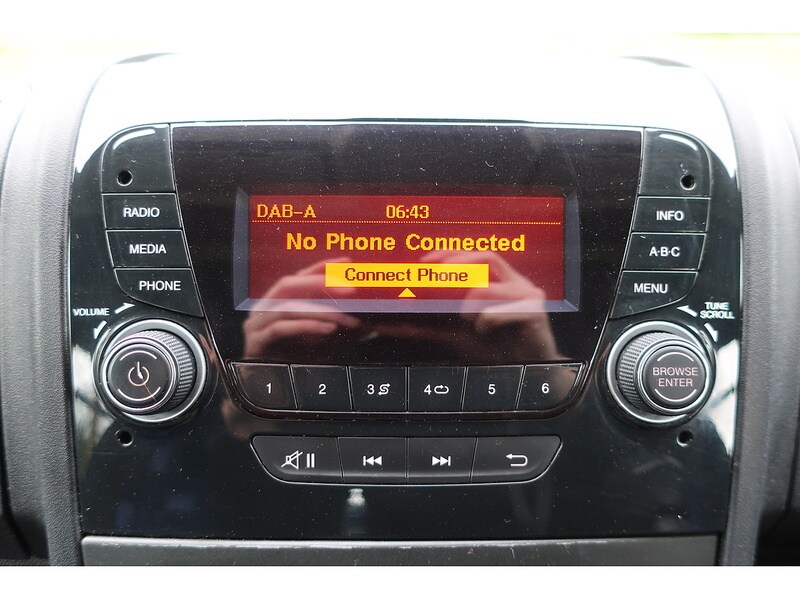 DAB-A 06:43
No Phone Connected
Connect Phone
RADIO
MEDIA
PHONE
VOLUME
INFO
A·B·C
MENU
TUNE
SCROLL
BROWSE
ENTER
1 2 3 4 5 6